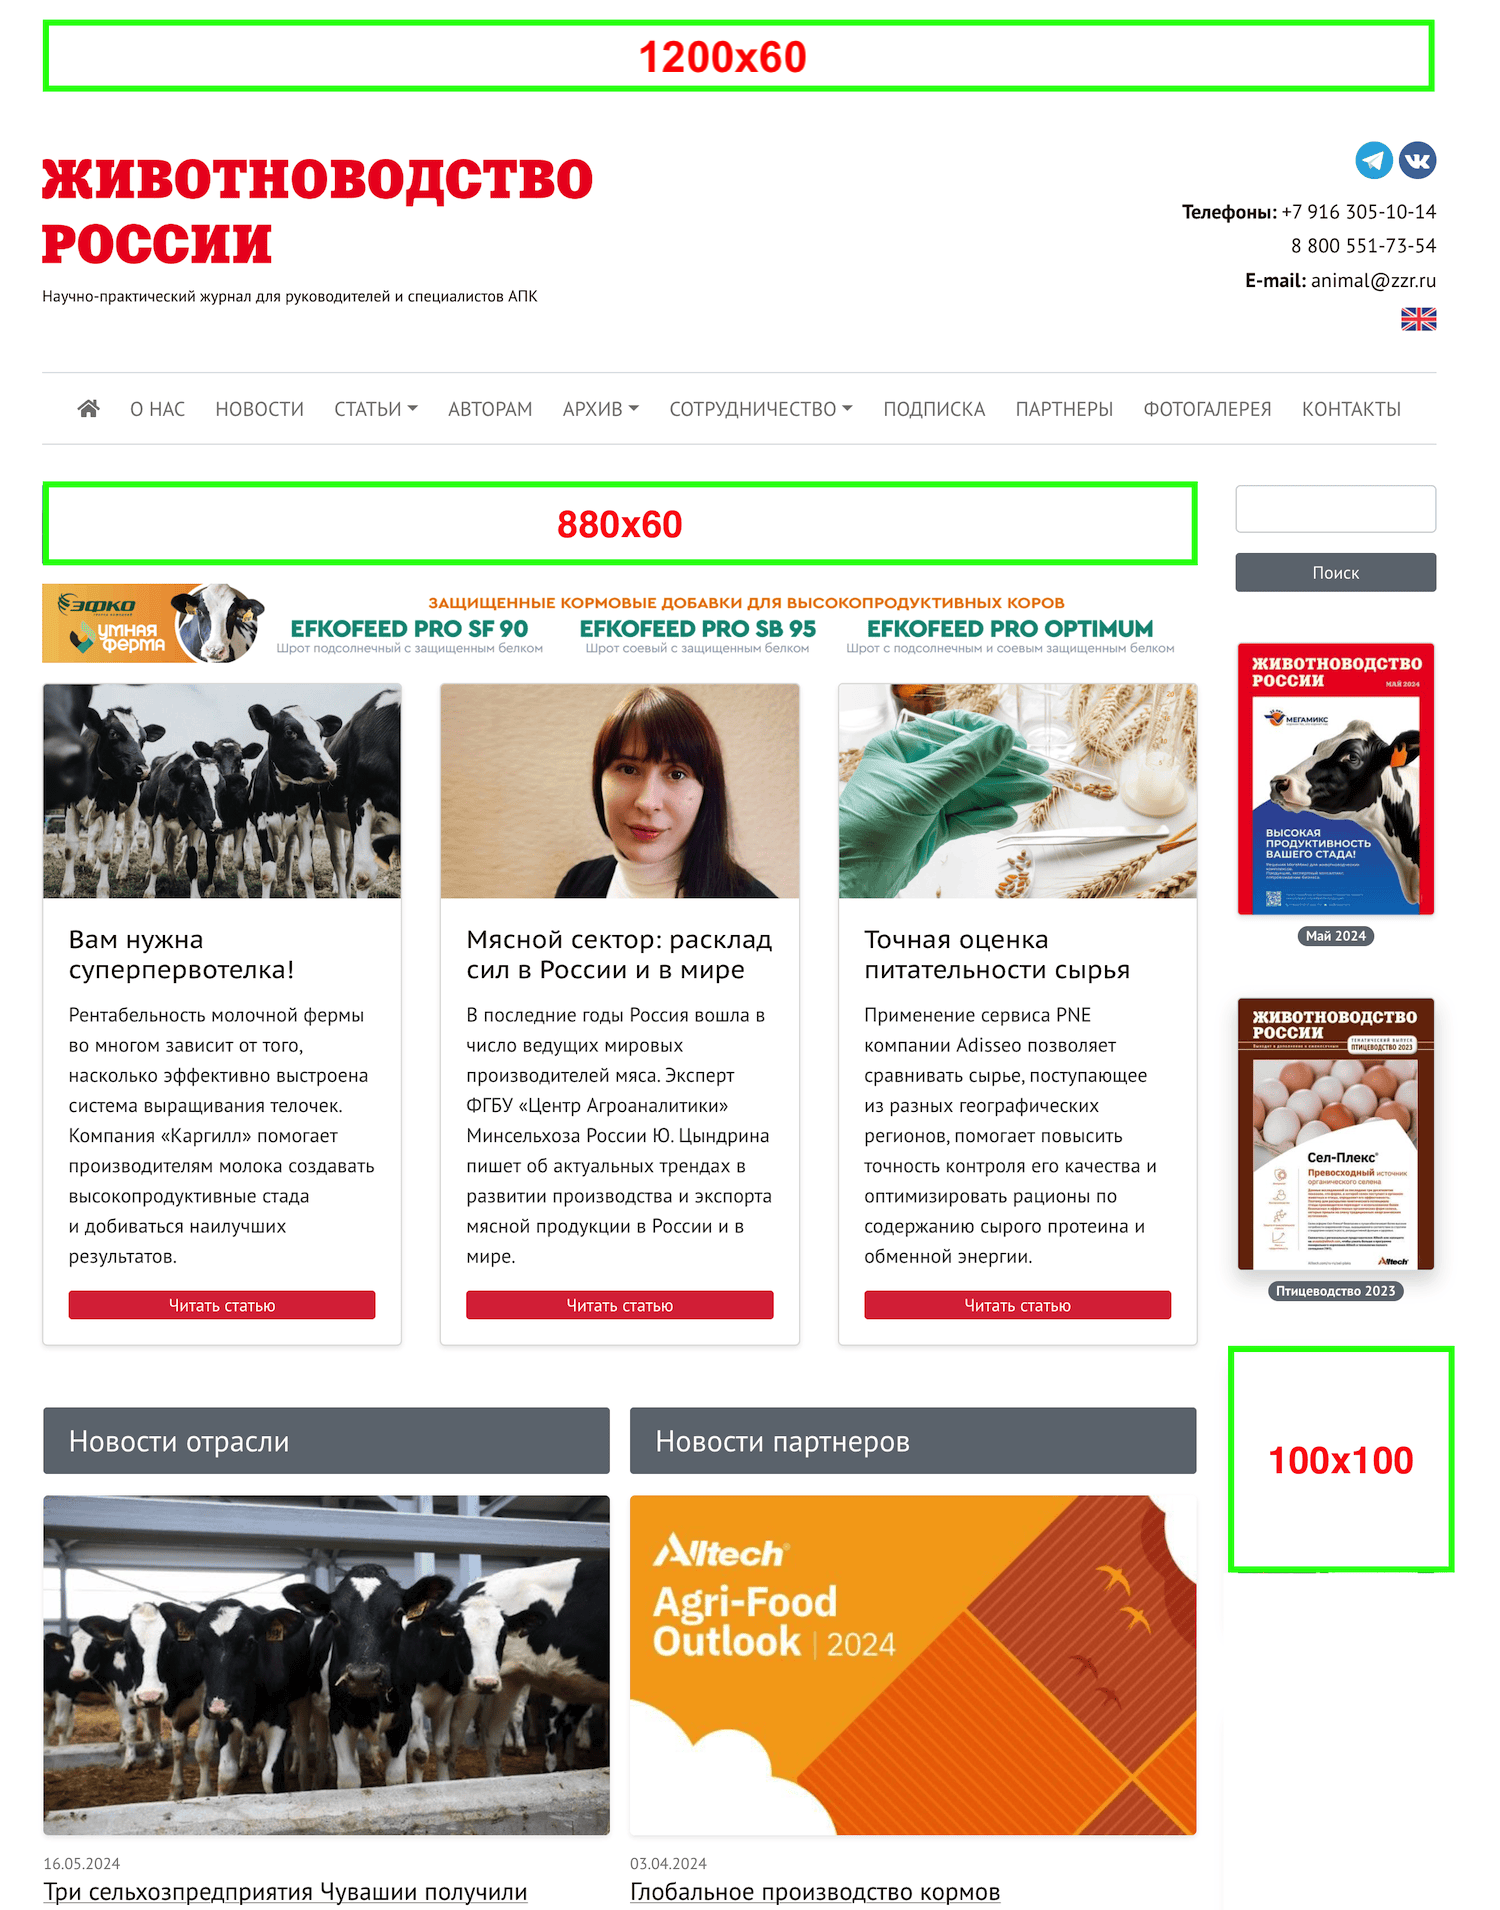 1200x60
ЖИВОТНОВОДСТВО
РОССИИ
Научно-практический журнал для руководителей и специалистов АПК
Телефоны: +7 916 305-10-14
8 800 551-73-54
E-mail: animal@zzr.ru
О НАС НОВОСТИ СТАТЬИ АВТОРАМ АРХИВ СОТРУДНИЧЕСТВО ПОДПИСКА ПАРТНЕРЫ ФОТОГАЛЕРЕЯ КОНТАКТЫ
880x60
Поиск
ЭФКО
УМНАЯ
ферма
ЗАЩИЩЕННЫЕ КОРМОВЫЕ ДОБАВКИ ДЛЯ ВЫСОКОПРОДУКТИВНЫХ КОРОВ
EFKOFEED PRO SF 90
Шрот подсолнечный с защищенным белком
EFKOFEED PRO SB 95
Шрот соевый с защищенным белком
EFKOFEED PRO OPTIMUM
Шрот с подсолнечным и соевым защищенным белком
Вам нужна
суперпервотелка!
Рентабельность молочной фермы
во многом зависит от того,
насколько эффективно выстроена
система выращивания телочек.
Компания «Каргилл» помогает
производителям молока создавать
высокопродуктивные стада
и добиваться наилучших
результатов.
Читать статью
Мясной сектор: расклад
сил в России и в мире
В последние годы Россия вошла в
число ведущих мировых
производителей мяса. Эксперт
ФГБУ «Центр Агроаналитики»
Минсельхоза России Ю. Цындрина
пишет об актуальных трендах в
развитии производства и экспорта
мясной продукции в России и в
мире.
Читать статью
Точная оценка
питательности сырья
Применение сервиса PNE
компании Adisseo позволяет
сравнивать сырье, поступающее
из разных географических
регионов, помогает повысить
точность контроля его качества и
оптимизировать рационы по
содержанию сырого протеина и
обменной энергии.
Читать статью
ЖИВОТНОВОДСТВО
РОССИИ
МАЙ 2024
МЕГАМИКС
ВЫСОКАЯ
ПРОДУКТИВНОСТЬ
ВАШЕГО СТАДА!
Май 2024
ЖИВОТНОВОДСТВО
РОССИИ
ТЕМАТИЧЕСКИЙ ВЫПУСК
ПТИЦЕВОДСТВО 2023
Сел-Плекс®
Превосходный источник
органического селена
Alltech
Птицеводство 2023
100x100
Новости отрасли
Новости партнеров
Alltech®
Agri-Food
Outlook | 2024
16.05.2024
Три сельхозпредприятия Чувашии получили
03.04.2024
Глобальное производство кормов